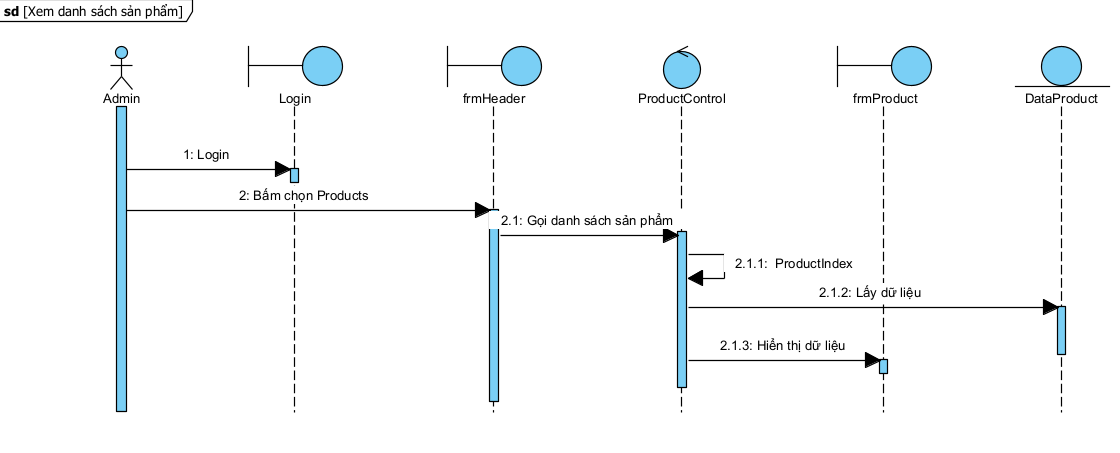 sd [Xem danh sách sản phẩm]
Admin
Login
frmHeader
ProductControl
frmProduct
DataProduct
1: Login
2: Bấm chọn Products
2.1: Gọi danh sách sản phẩm
2.1.1: ProductIndex
2.1.2: Lấy dữ liệu
2.1.3: Hiển thị dữ liệu